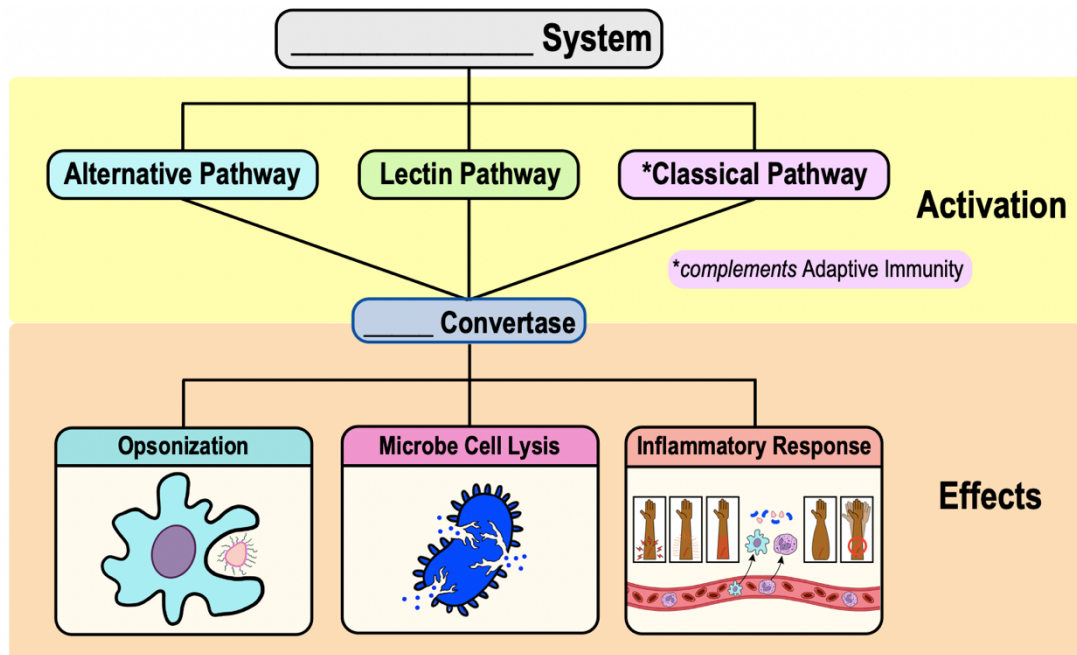 _________________ System
Alternative Pathway
Lectin Pathway
*Classical Pathway
Activation
*complements Adaptive Immunity
_____ Convertase
Opsonization
Microbe Cell Lysis
Inflammatory Response
Effects